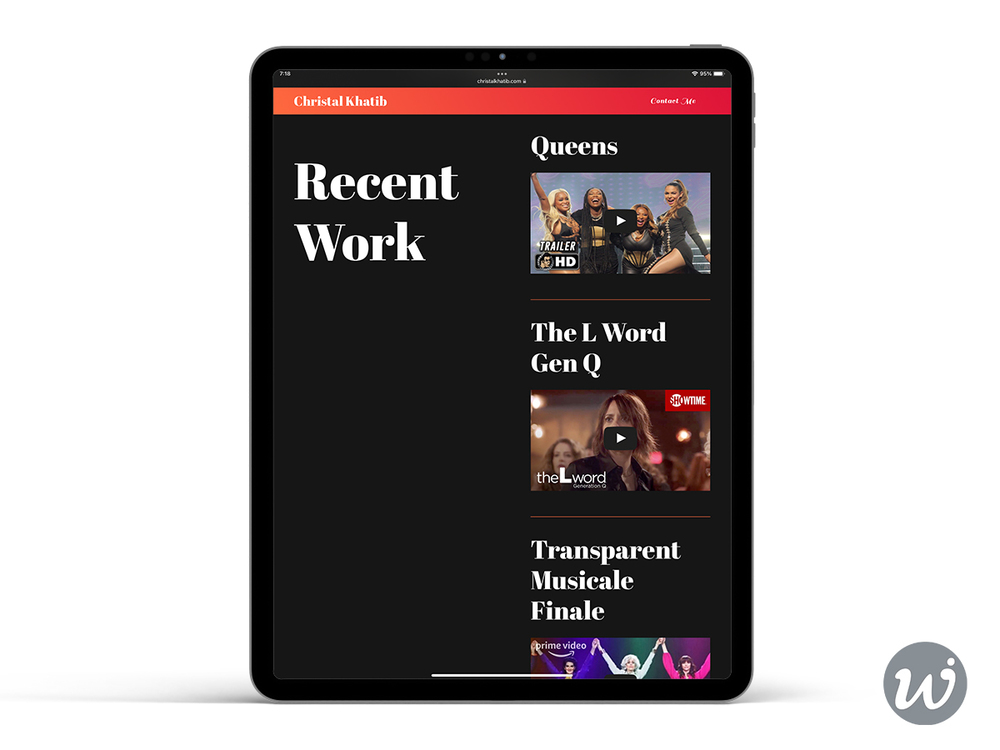 7:18
christalkhatib.com
95%
Christal Khatib
Contact Me
Recent
Work
Queens
TRAILER
HD
The L Word
Gen Q
SHOWTIME
the L word
Generation Q
Transparent
Musicale
Finale
prime video
w